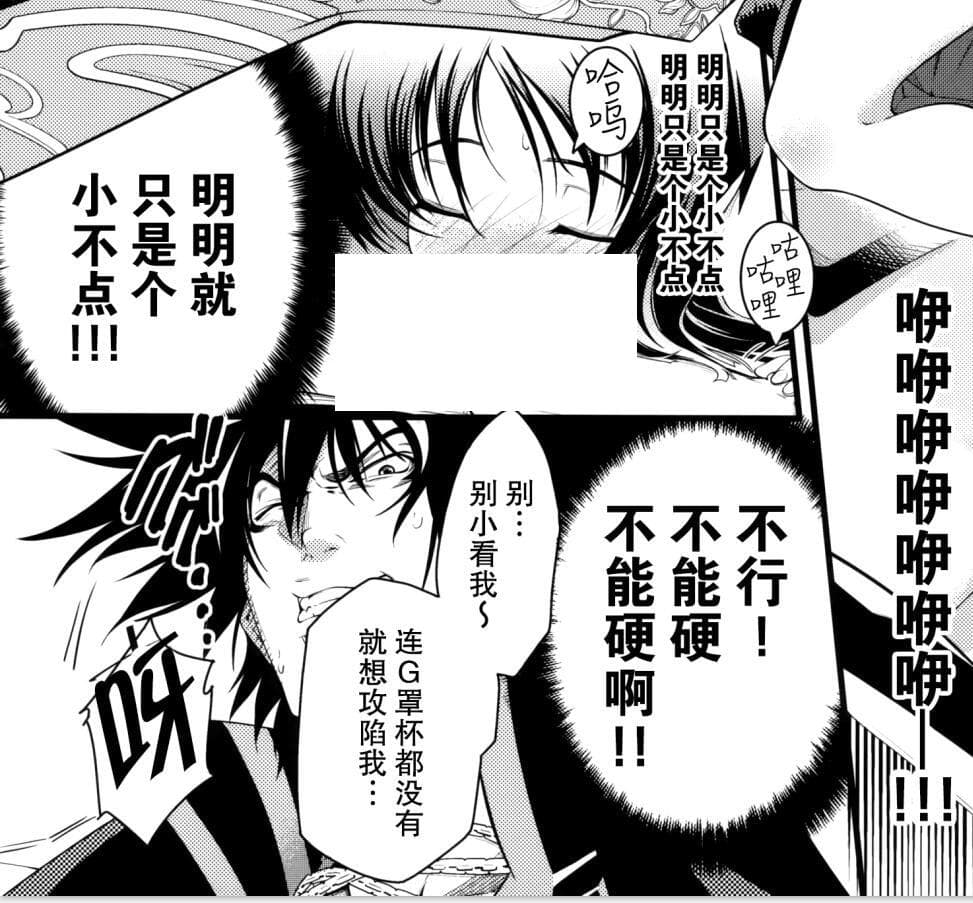 咿咿咿咿咿咿咿—!!!
明明只是个小不点
明明只是个小不点
哈呜
咕哩
咕哩
明明就
只是个
小不点!!!
不行!
不能硬
不能硬啊!!
别…
别小看我～
连G罩杯都没有
就想攻陷我…
呀